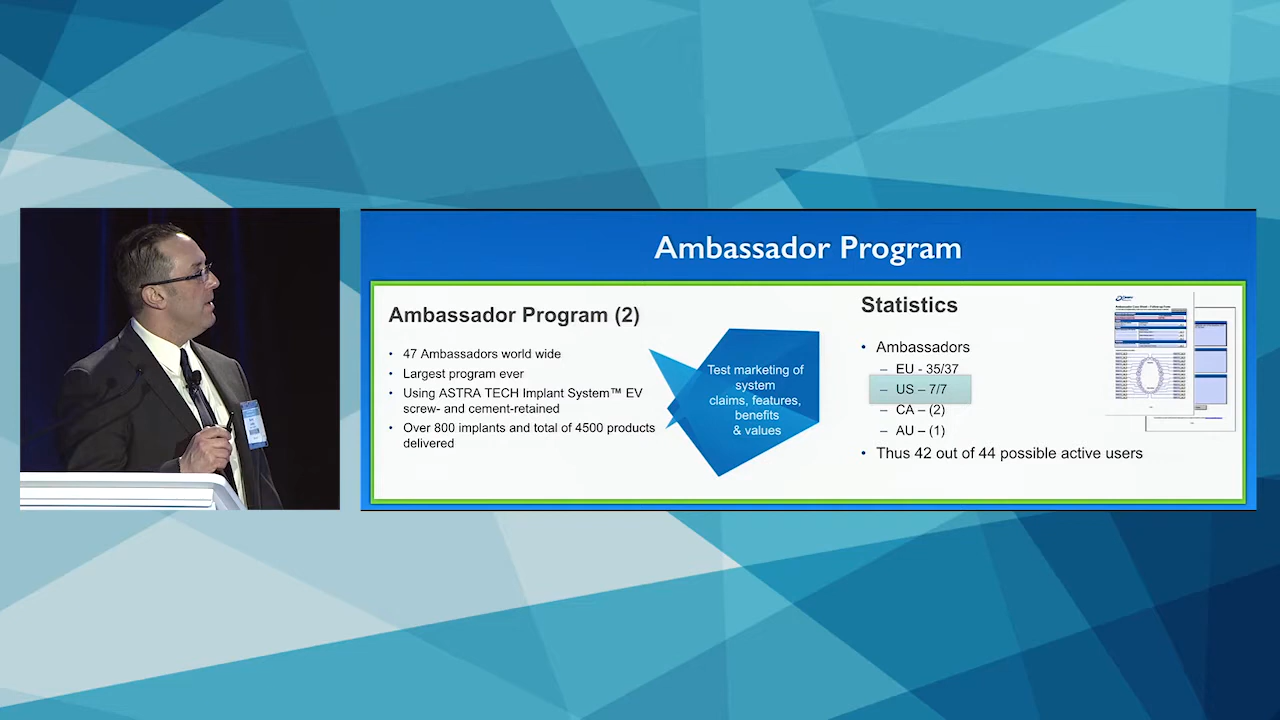 Ambassador Program
Ambassador Program (2)
• 47 Ambassadors world wide
• Largest program ever
• Using ASTRA TECH Implant System™ EV
screw- and cement-retained
• Over 800 implants and total of 4500 products
delivered
Test marketing of
system
claims, features,
benefits
& values
Statistics
• Ambassadors
– EU - 35/37
– US – 7/7
– CA – (2)
– AU – (1)
• Thus 42 out of 44 possible active users